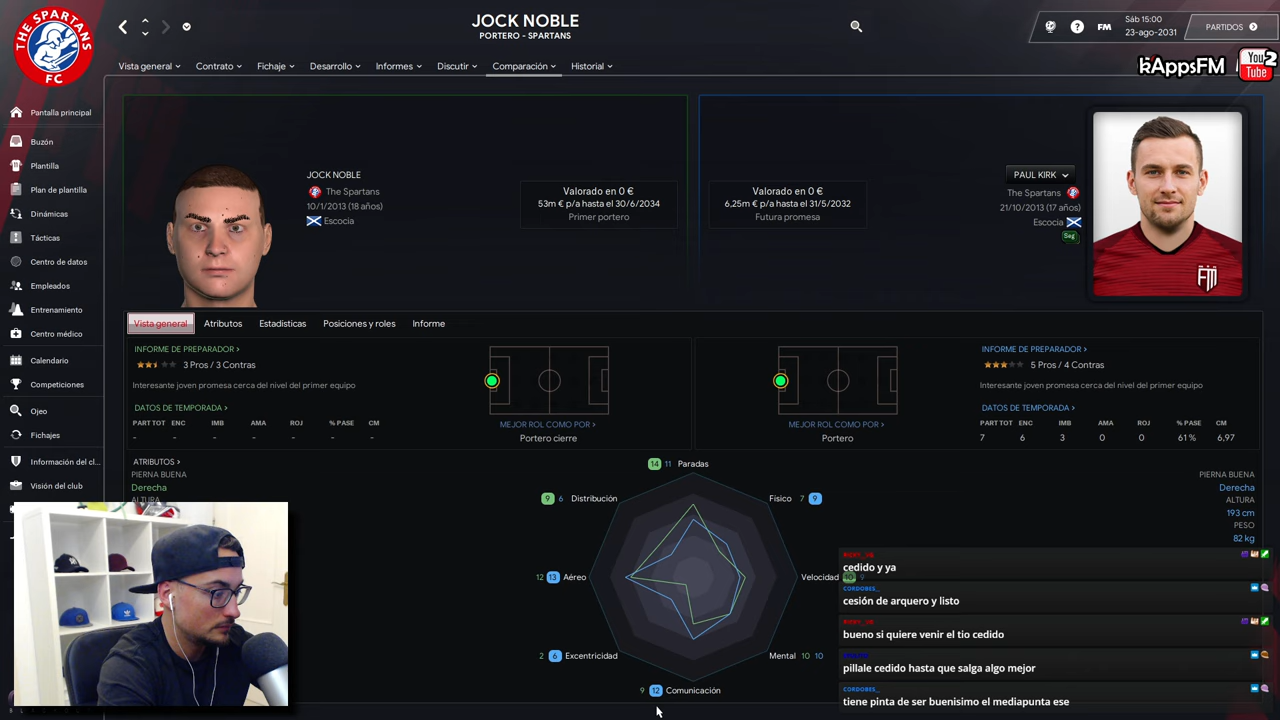 THE SPARTANS
FC
JOCK NOBLE
PORTERO - SPARTANS
FM
Sáb 15:00
23-ago-2031
PARTIDOS
Vista general
Contrato
Fichaje
Desarrollo
Informes
Discutir
Comparación
Historial
kAppsFM
You
Tube
2
Pantalla principal
Buzón
Plantilla
Plan de plantilla
Dinámicas
Tácticas
Centro de datos
Empleados
Entrenamiento
Centro médico
Calendario
Competiciones
Ojeo
Fichajes
Información del cl...
Visión del club
JOCK NOBLE
The Spartans
10/1/2013 (18 años)
Escocia
Valorado en 0 €
53m € p/a hasta el 30/6/2034
Primer portero
Valorado en 0 €
6,25m € p/a hasta 31/5/2032
Futura promesa
PAUL KIRK
The Spartans
21/10/2013 (17 años)
Escocia
Seg
FM
Vista general
Atributos
Estadísticas
Posiciones y roles
Informe
INFORME DE PREPARADOR >
3 Pros / 3 Contras
Interesante joven promesa cerca del nivel del primer equipo
DATOS DE TEMPORADA >
PART TOT ENC IMB AMA ROJ % PASE CM
- - - - - - -
MEJOR ROL COMO POR >
Portero cierre
MEJOR ROL COMO POR >
Portero
INFORME DE PREPARADOR >
5 Pros / 4 Contras
Interesante joven promesa cerca del nivel del primer equipo
DATOS DE TEMPORADA >
PART TOT ENC IMB AMA ROJ % PASE CM
7 6 3 0 0 61 % 6,97
ATRIBUTOS >
PIERNA BUENA
Derecha
ALTURA
14 11 Paradas
9 6 Distribución
Físico 7 9
12 13 Aéreo
Velocidad 10 9
2 6 Excentricidad
Mental 10 10
9 12 Comunicación
PIERNA BUENA
Derecha
ALTURA
193 cm
PESO
82 kg
cedido y ya
CORDOBES_
cesión de arquero y listo
bueno si quiere venir el tio cedido
pillale cedido hasta que salga algo mejor
CORDOBES_
tiene pinta de ser buenisimo el mediapunta ese